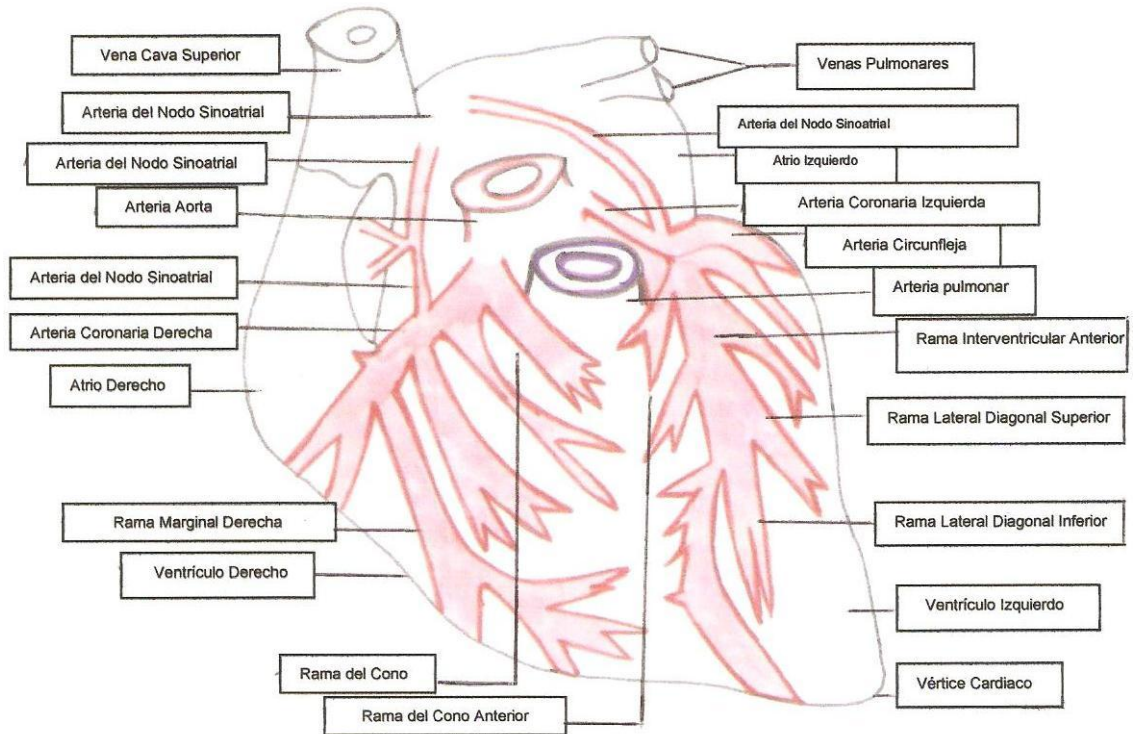 Vena Cava Superior
Arteria del Nodo Sinoatrial
Arteria del Nodo Sinoatrial
Arteria Aorta
Arteria del Nodo Sinoatrial
Arteria Coronaria Derecha
Atrio Derecho
Rama Marginal Derecha
Ventrículo Derecho
Rama del Cono
Rama del Cono Anterior
Venas Pulmonares
Arteria del Nodo Sinoatrial
Atrio Izquierdo
Arteria Coronaria Izquierda
Arteria Circunfleja
Arteria pulmonar
Rama Interventricular Anterior
Rama Lateral Diagonal Superior
Rama Lateral Diagonal Inferior
Ventrículo Izquierdo
Vértice Cardiaco